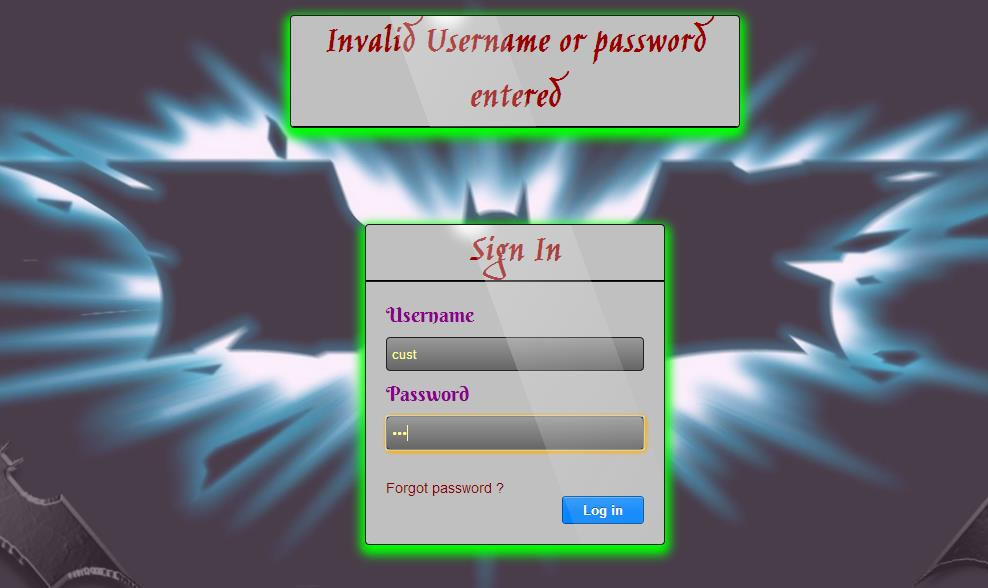 Invalid Username or password
entered
Sign In
Username
cust
Password
•••
Forgot password ?
Log in